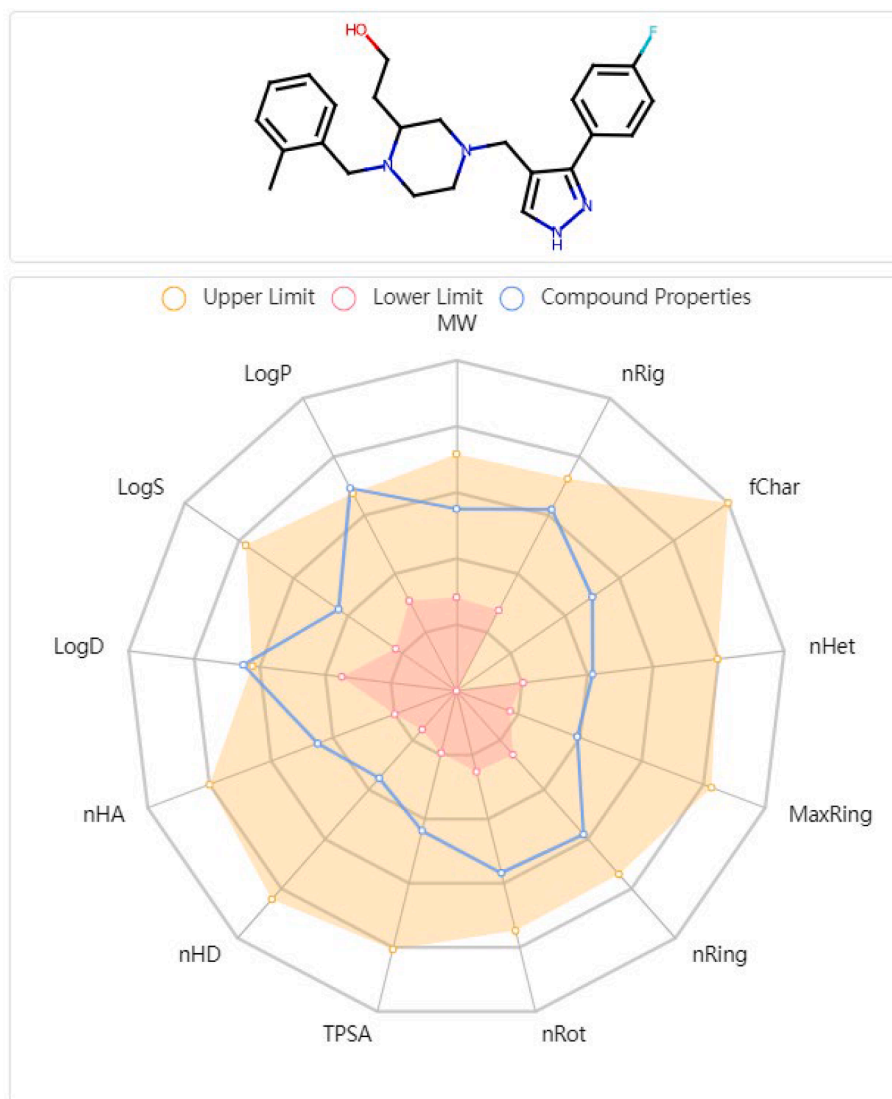 HO
F
N
N
N
N
H
Upper Limit Lower Limit Compound Properties
MW
LogP nRig
LogS fChar
LogD nHet
nHA MaxRing
nHD nRing
TPSA nRot